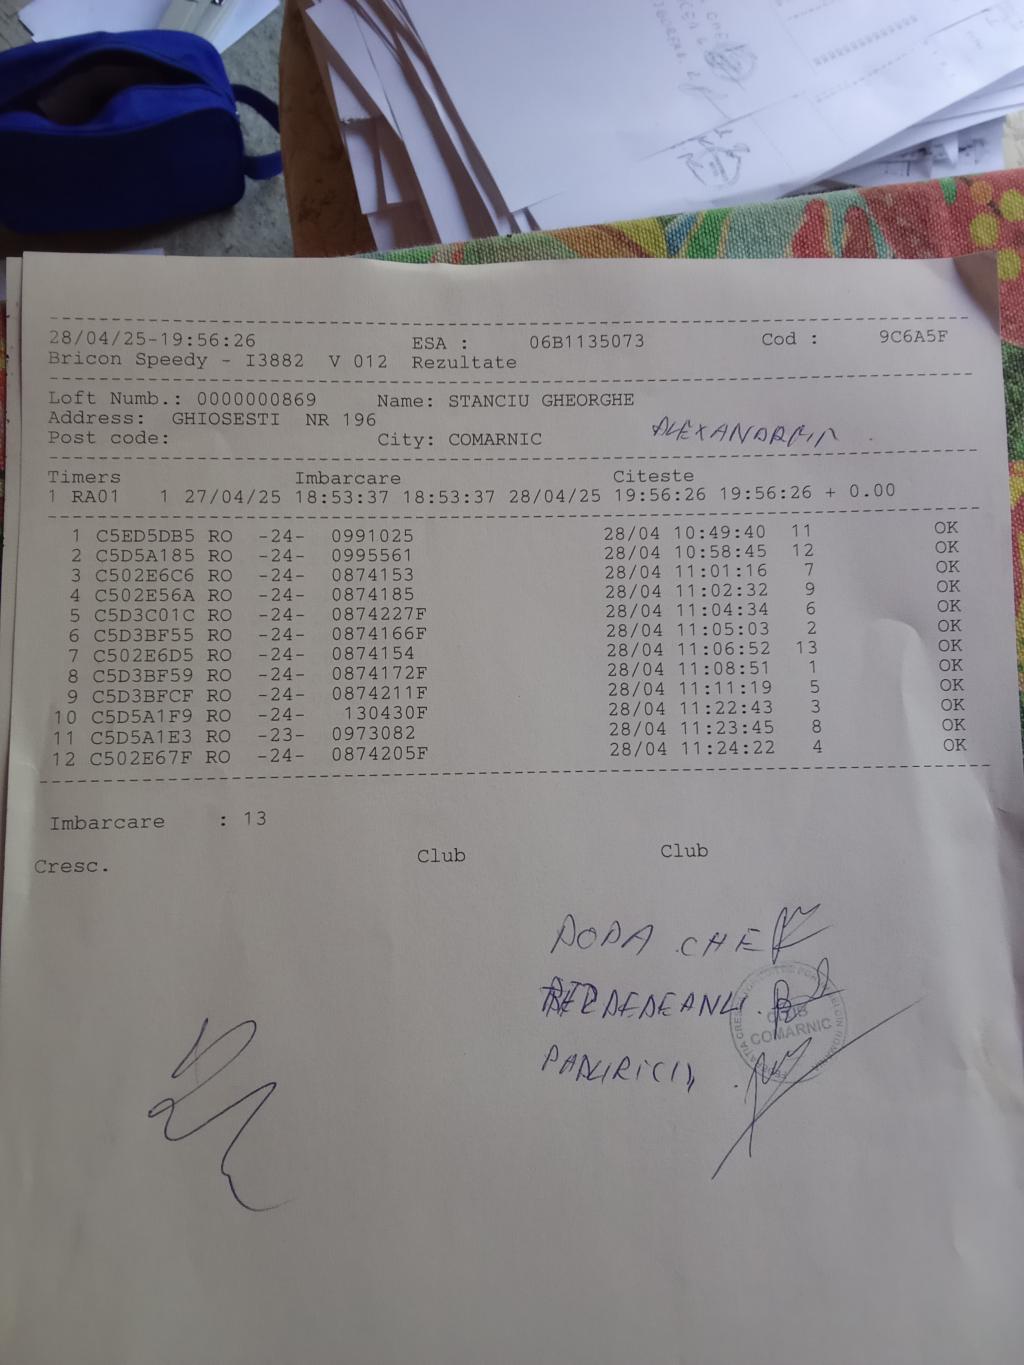 28/04/25-19:56:26 ESA : 06B1135073 Cod : 9C6A5F
Bricon Speedy - I3882 V 012 Rezultate
Loft Numb.: 0000000869 Name: STANCIU GHEORGHE
Address: GHIOSESTI NR 196
Post code: City: COMARNIC
Timers Imbarcare Citeste
1 RA01 1 27/04/25 18:53:37 18:53:37 28/04/25 19:56:26 19:56:26 + 0.00
1 C5ED5DB5 RO -24- 0991025 28/04 10:49:40 11 OK
2 C5D5A185 RO -24- 0995561 28/04 10:58:45 12 OK
3 C502E6C6 RO -24- 0874153 28/04 11:01:16 7 OK
4 C502E56A RO -24- 0874185 28/04 11:02:32 9 OK
5 C5D3C01C RO -24- 0874227F 28/04 11:04:34 6 OK
6 C5D3BF55 RO -24- 0874166F 28/04 11:05:03 2 OK
7 C502E6D5 RO -24- 0874154 28/04 11:06:52 13 OK
8 C5D3BF59 RO -24- 0874172F 28/04 11:08:51 1 OK
9 C5D3BFCF RO -24- 0874211F 28/04 11:11:19 5 OK
10 C5D5A1F9 RO -24- 130430F 28/04 11:22:43 3 OK
11 C5D5A1E3 RO -23- 0973082 28/04 11:23:45 8 OK
12 C502E67F RO -24- 0874205F 28/04 11:24:22 4 OK
Imbarcare : 13
Cresc. Club Club
POPA GHE
CLUB
COMARNIC